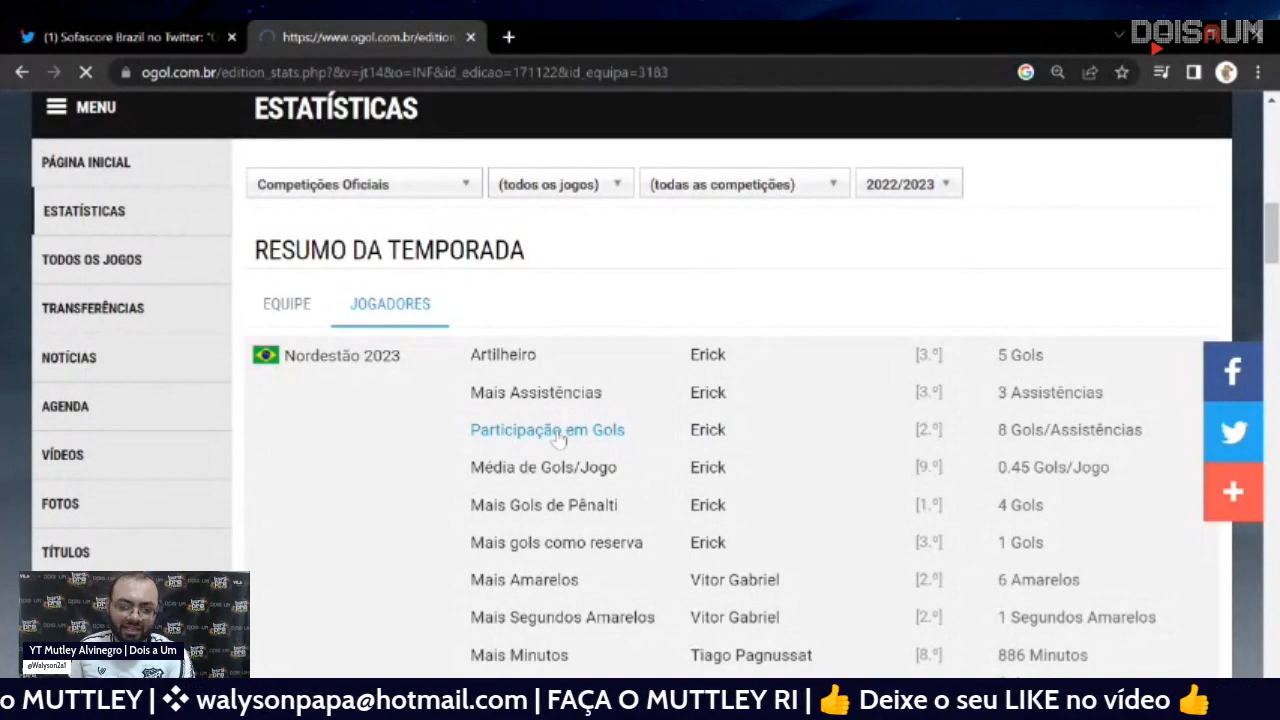 DOISAUM
(1) Sofascore Brazil no Twitter: "
https://www.ogol.com.br/edition
ogol.com.br/edition_stats.php?&v=jt14&o=INF&id_edicao=171122&id_equipa=3183
MENU
ESTATÍSTICAS
PÁGINA INICIAL
ESTATÍSTICAS
TODOS OS JOGOS
TRANSFERÊNCIAS
NOTÍCIAS
AGENDA
VÍDEOS
FOTOS
TÍTULOS
Competições Oficiais (todos os jogos) (todas as competições) 2022/2023
RESUMO DA TEMPORADA
EQUIPE JOGADORES
Nordestão 2023 Artilheiro Erick [3.º] 5 Gols
Mais Assistências Erick [3.º] 3 Assistências
Participação em Gols Erick [2.º] 8 Gols/Assistências
Média de Gols/Jogo Erick [9.º] 0.45 Gols/Jogo
Mais Gols de Pênalti Erick [1.º] 4 Gols
Mais gols como reserva Erick [3.º] 1 Gols
Mais Amarelos Vitor Gabriel [2.º] 6 Amarelos
Mais Segundos Amarelos Vitor Gabriel [2.º] 1 Segundos Amarelos
Mais Minutos Tiago Pagnussat [8.º] 886 Minutos
YT Mutley Alvinegro | Dois a Um
@Walyson2a1
o MUTTLEY | ❖ walysonpapa@hotmail.com | FAÇA O MUTTLEY RI | 👍 Deixe o seu LIKE no vídeo 👍